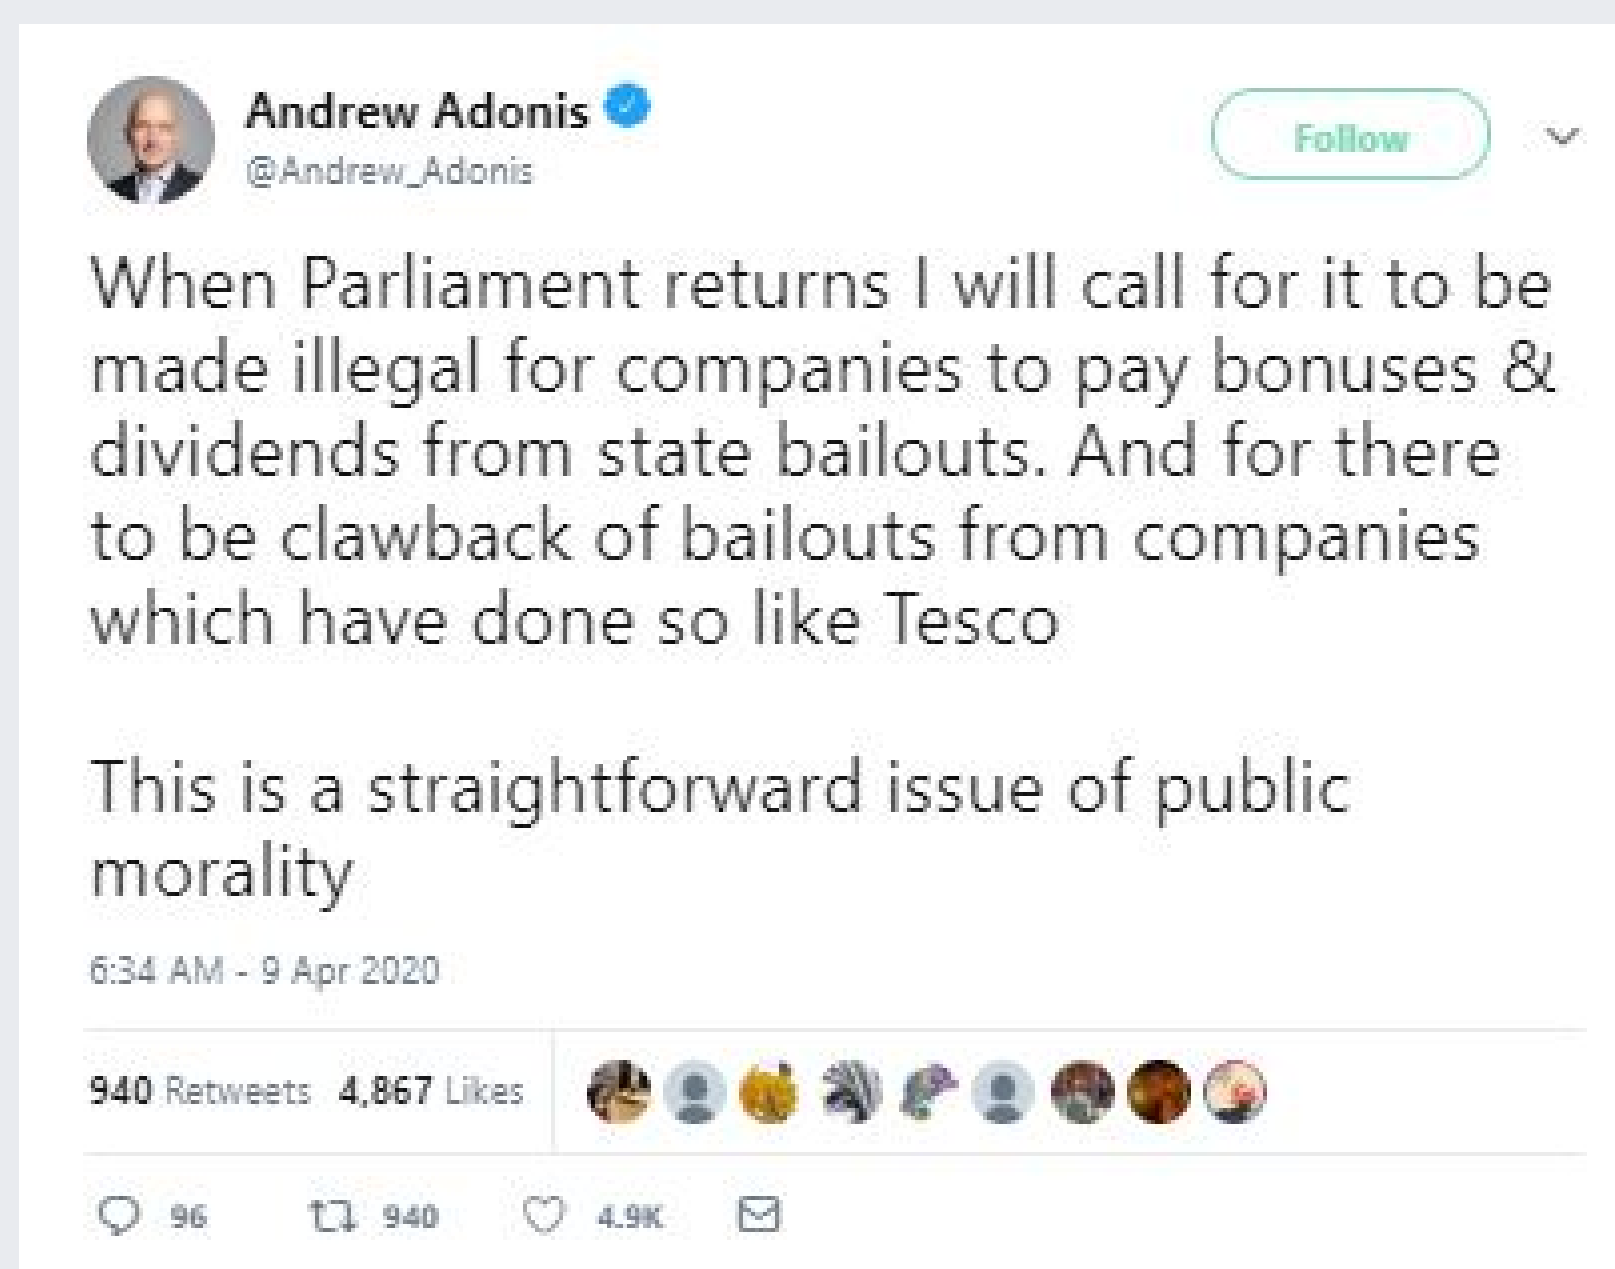 Andrew Adonis
@Andrew_Adonis
Follow
When Parliament returns I will call for it to be
made illegal for companies to pay bonuses &
dividends from state bailouts. And for there
to be clawback of bailouts from companies
which have done so like Tesco
This is a straightforward issue of public
morality
6:34 AM - 9 Apr 2020
940 Retweets 4,867 Likes
96 940 4.9K